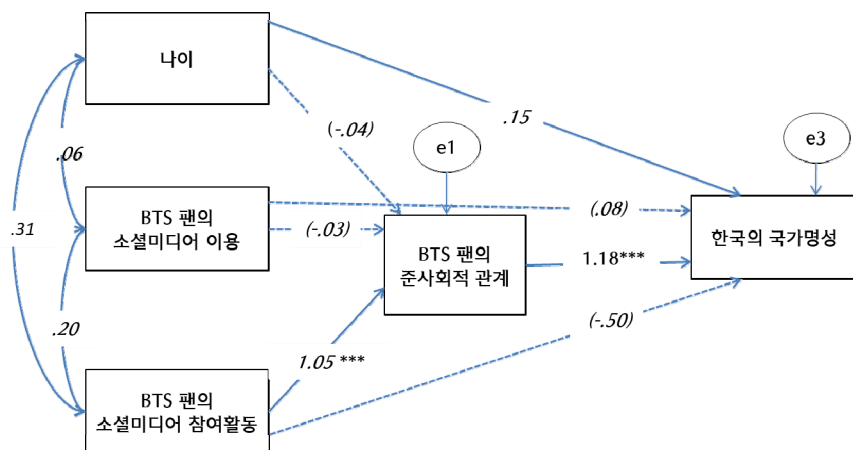 나이
(-.04)
.15
e1
e3
.06
.31
BTS 팬의
소셜미디어 이용
(.08)
(-.03)
BTS 팬의
준사회적 관계
1.18***
한국의 국가명성
(-.50)
.20
1.05 ***
BTS 팬의
소셜미디어 참여활동